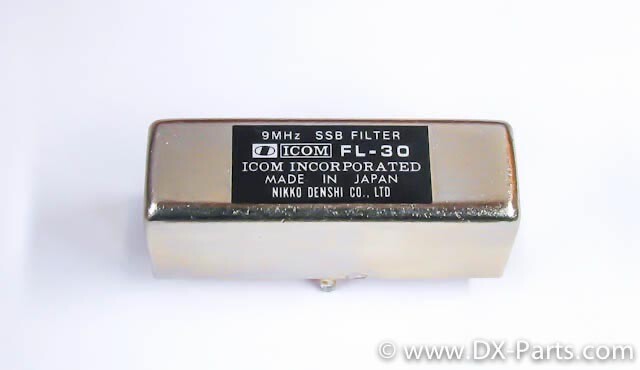 9MHz SSB FILTER
ICOM FL-30
ICOM INCORPORATED
MADE IN JAPAN
NIKKO DENSHI CO., LTD
© www.DX-Parts.com